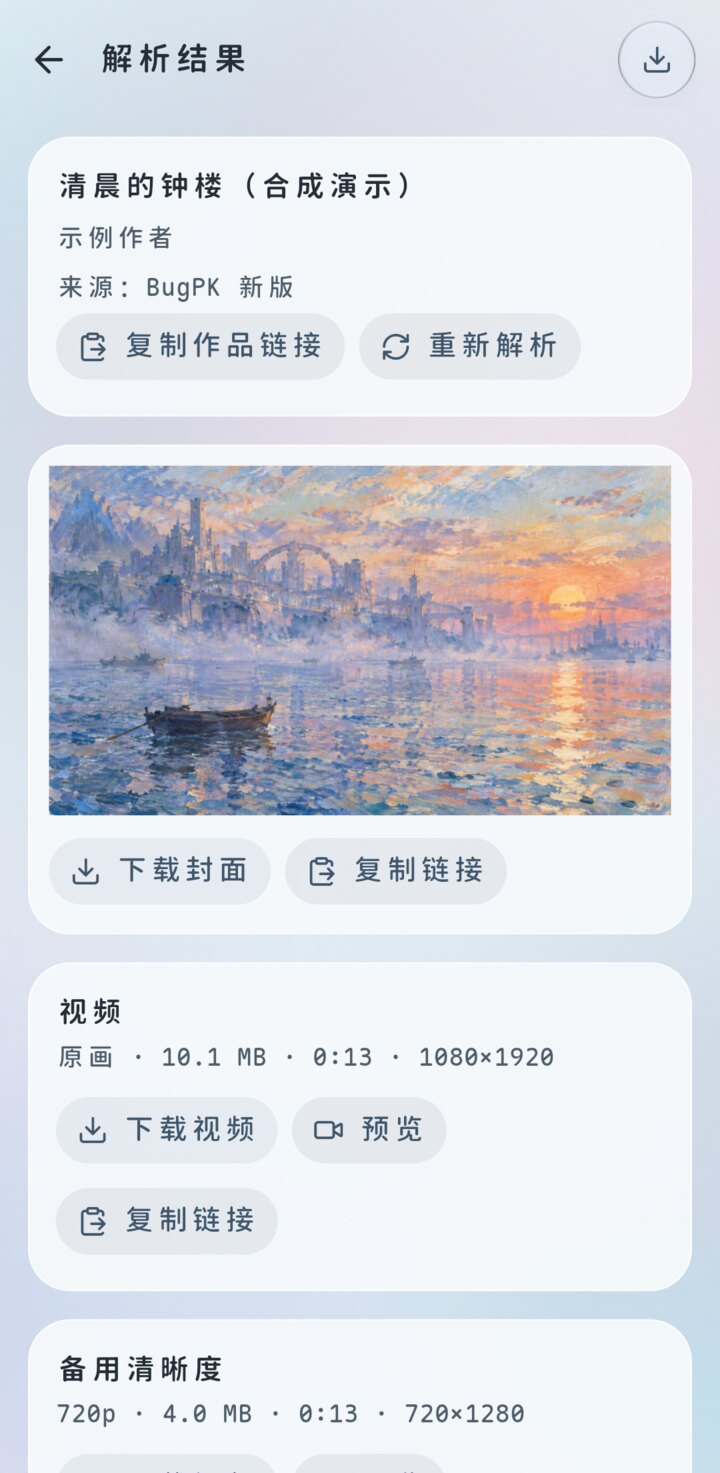 解析结果
清晨的钟楼（合成演示）
示例作者
来源：BugPK 新版
复制作品链接 重新解析
下载封面 复制链接
视频
原画 · 10.1 MB · 0:13 · 1080×1920
下载视频 预览
复制链接
备用清晰度
720p · 4.0 MB · 0:13 · 720×1280